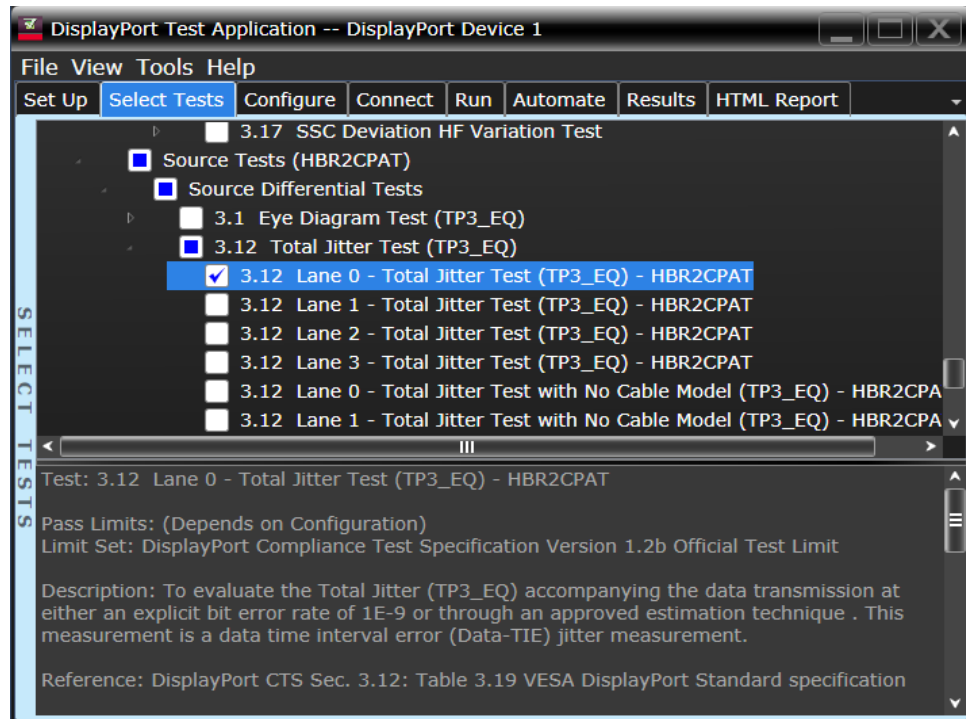 DisplayPort Test Application -- DisplayPort Device 1
File View Tools Help
Set Up Select Tests Configure Connect Run Automate Results HTML Report
3.17 SSC Deviation HF Variation Test
Source Tests (HBR2CPAT)
Source Differential Tests
3.1 Eye Diagram Test (TP3_EQ)
3.12 Total Jitter Test (TP3_EQ)
3.12 Lane 0 - Total Jitter Test (TP3_EQ) - HBR2CPAT
3.12 Lane 1 - Total Jitter Test (TP3_EQ) - HBR2CPAT
3.12 Lane 2 - Total Jitter Test (TP3_EQ) - HBR2CPAT
3.12 Lane 3 - Total Jitter Test (TP3_EQ) - HBR2CPAT
3.12 Lane 0 - Total Jitter Test with No Cable Model (TP3_EQ) - HBR2CPA
3.12 Lane 1 - Total Jitter Test with No Cable Model (TP3_EQ) - HBR2CPA
SELECT TESTS
Test: 3.12 Lane 0 - Total Jitter Test (TP3_EQ) - HBR2CPAT
Pass Limits: (Depends on Configuration)
Limit Set: DisplayPort Compliance Test Specification Version 1.2b Official Test Limit
Description: To evaluate the Total Jitter (TP3_EQ) accompanying the data transmission at
either an explicit bit error rate of 1E-9 or through an approved estimation technique . This
measurement is a data time interval error (Data-TIE) jitter measurement.
Reference: DisplayPort CTS Sec. 3.12: Table 3.19 VESA DisplayPort Standard specification